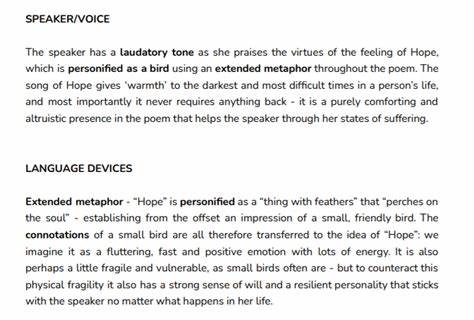 SPEAKER/VOICE
The speaker has a laudatory tone as she praises the virtues of the feeling of Hope,
which is personified as a bird using an extended metaphor throughout the poem. The
song of Hope gives ‘warmth’ to the darkest and most difficult times in a person’s life,
and most importantly it never requires anything back - it is a purely comforting and
altruistic presence in the poem that helps the speaker through her states of suffering.
LANGUAGE DEVICES
Extended metaphor - “Hope” is personified as a “thing with feathers” that “perches on
the soul” - establishing from the offset an impression of a small, friendly bird. The
connotations of a small bird are all therefore transferred to the idea of “Hope”: we
imagine it as a fluttering, fast and positive emotion with lots of energy. It is also
perhaps a little fragile and vulnerable, as small birds often are - but to counteract this
physical fragility it also has a strong sense of will and a resilient personality that sticks
with the speaker no matter what happens in her life.